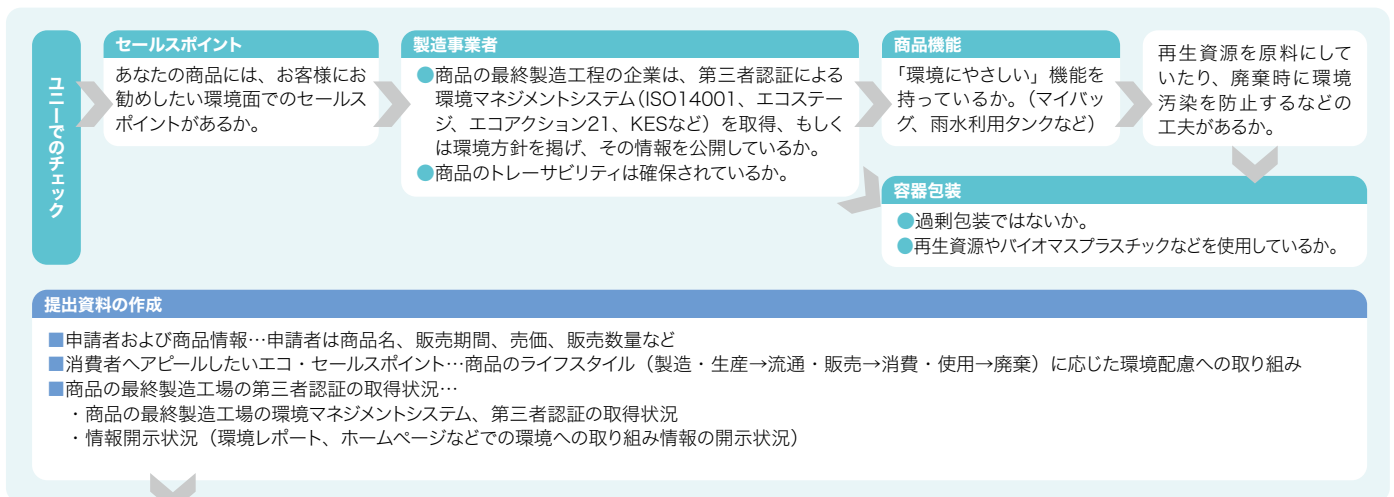 ユニーでのチェック
セールスポイント
あなたの商品には、お客様にお
勧めしたい環境面でのセールス
ポイントがあるか。
製造事業者
●商品の最終製造工程の企業は、第三者認証による
環境マネジメントシステム(ISO14001、エコステー
ジ、エコアクション21、KESなど）を取得、もしく
は環境方針を掲げ、その情報を公開しているか。
●商品のトレーサビリティは確保されているか。
商品機能
「環境にやさしい」機能を
持っているか。（マイバッ
グ、雨水利用タンクなど）
再生資源を原料にして
いたり、廃棄時に環境
汚染を防止するなどの
工夫があるか。
容器包装
●過剰包装ではないか。
●再生資源やバイオマスプラスチックなどを使用しているか。
提出資料の作成
■申請者および商品情報…申請者は商品名、販売期間、売価、販売数量など
■消費者へアピールしたいエコ・セールスポイント…商品のライフスタイル（製造・生産→流通・販売→消費・使用→廃棄）に応じた環境配慮への取り組み
■商品の最終製造工場の第三者認証の取得状況…
・商品の最終製造工場の環境マネジメントシステム、第三者認証の取得状況
・情報開示状況（環境レポート、ホームページなどでの環境への取り組み情報の開示状況）